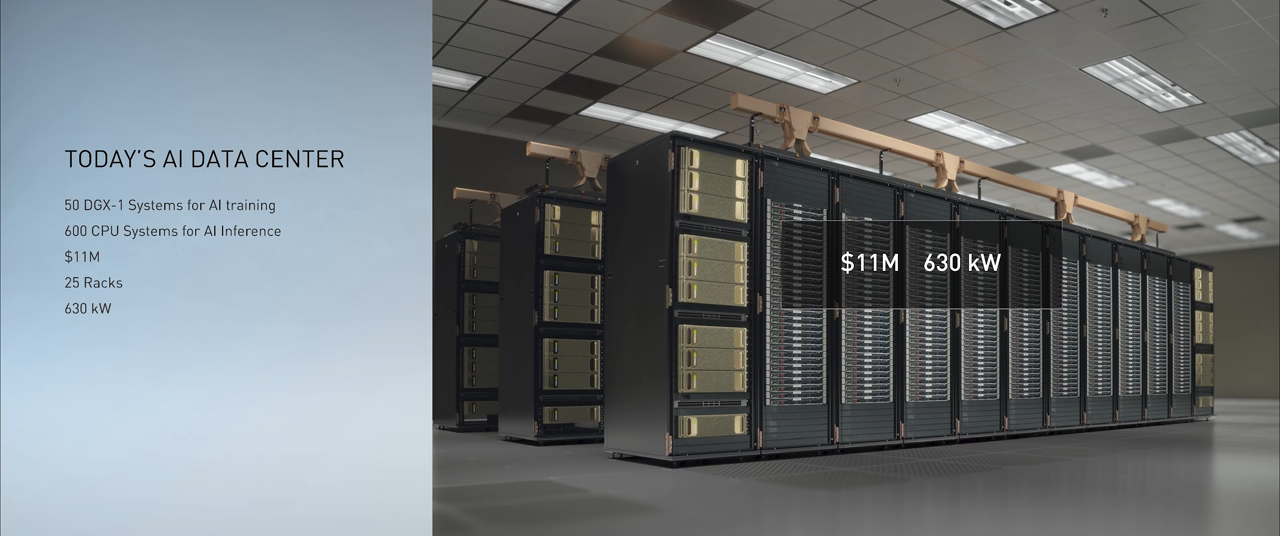 TODAY'S AI DATA CENTER
50 DGX-1 Systems for AI training
600 CPU Systems for AI Inference
$11M
25 Racks
630 kW
$11M 630 kW